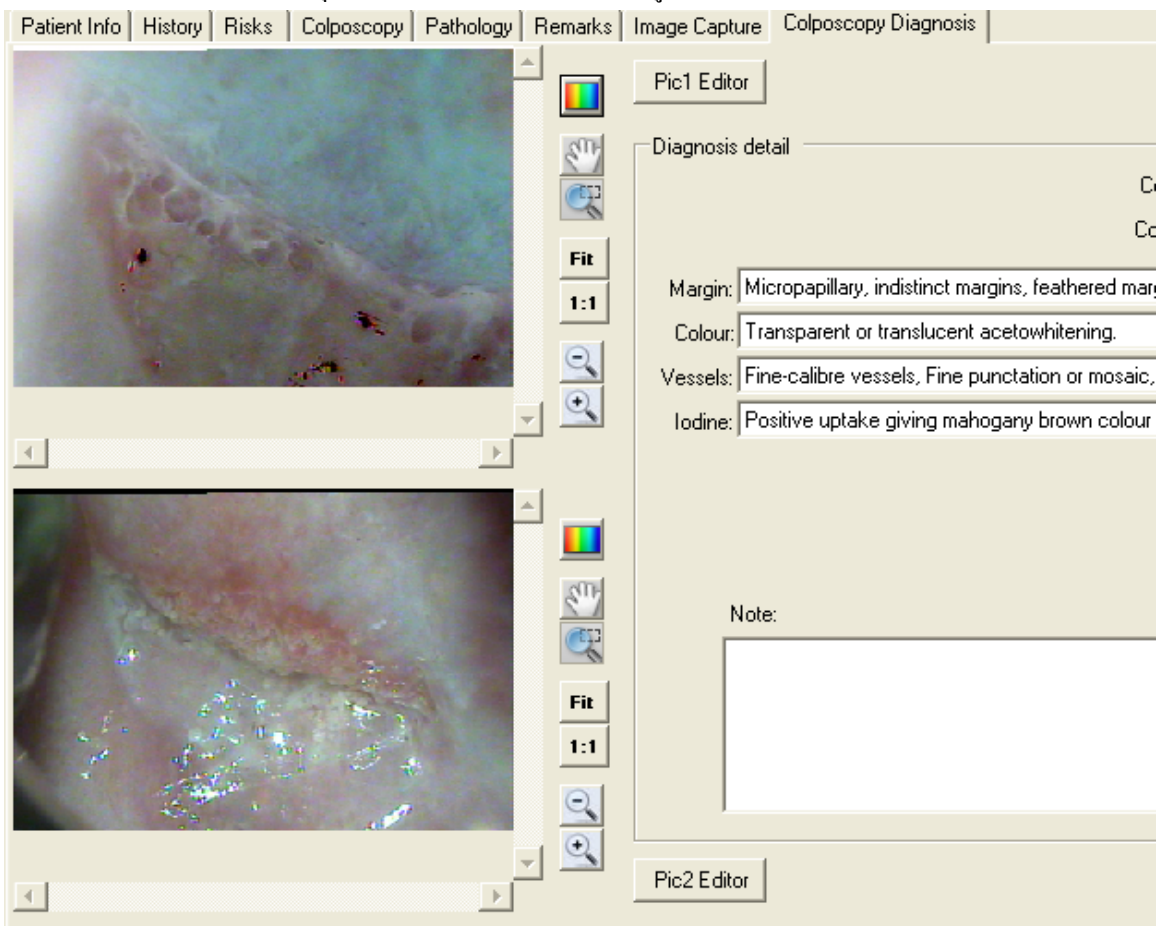 Patient Info History Risks Colposcopy Pathology Remarks Image Capture Colposcopy Diagnosis
Pic1 Editor
Diagnosis detail
Fit
1:1
Margin: Micropapillary, indistinct margins, feathered mar
Colour: Transparent or translucent acetowhitening.
Vessels: Fine-calibre vessels, Fine punctation or mosaic,
Iodine: Positive uptake giving mahogany brown colour
Note:
Fit
1:1
Pic2 Editor